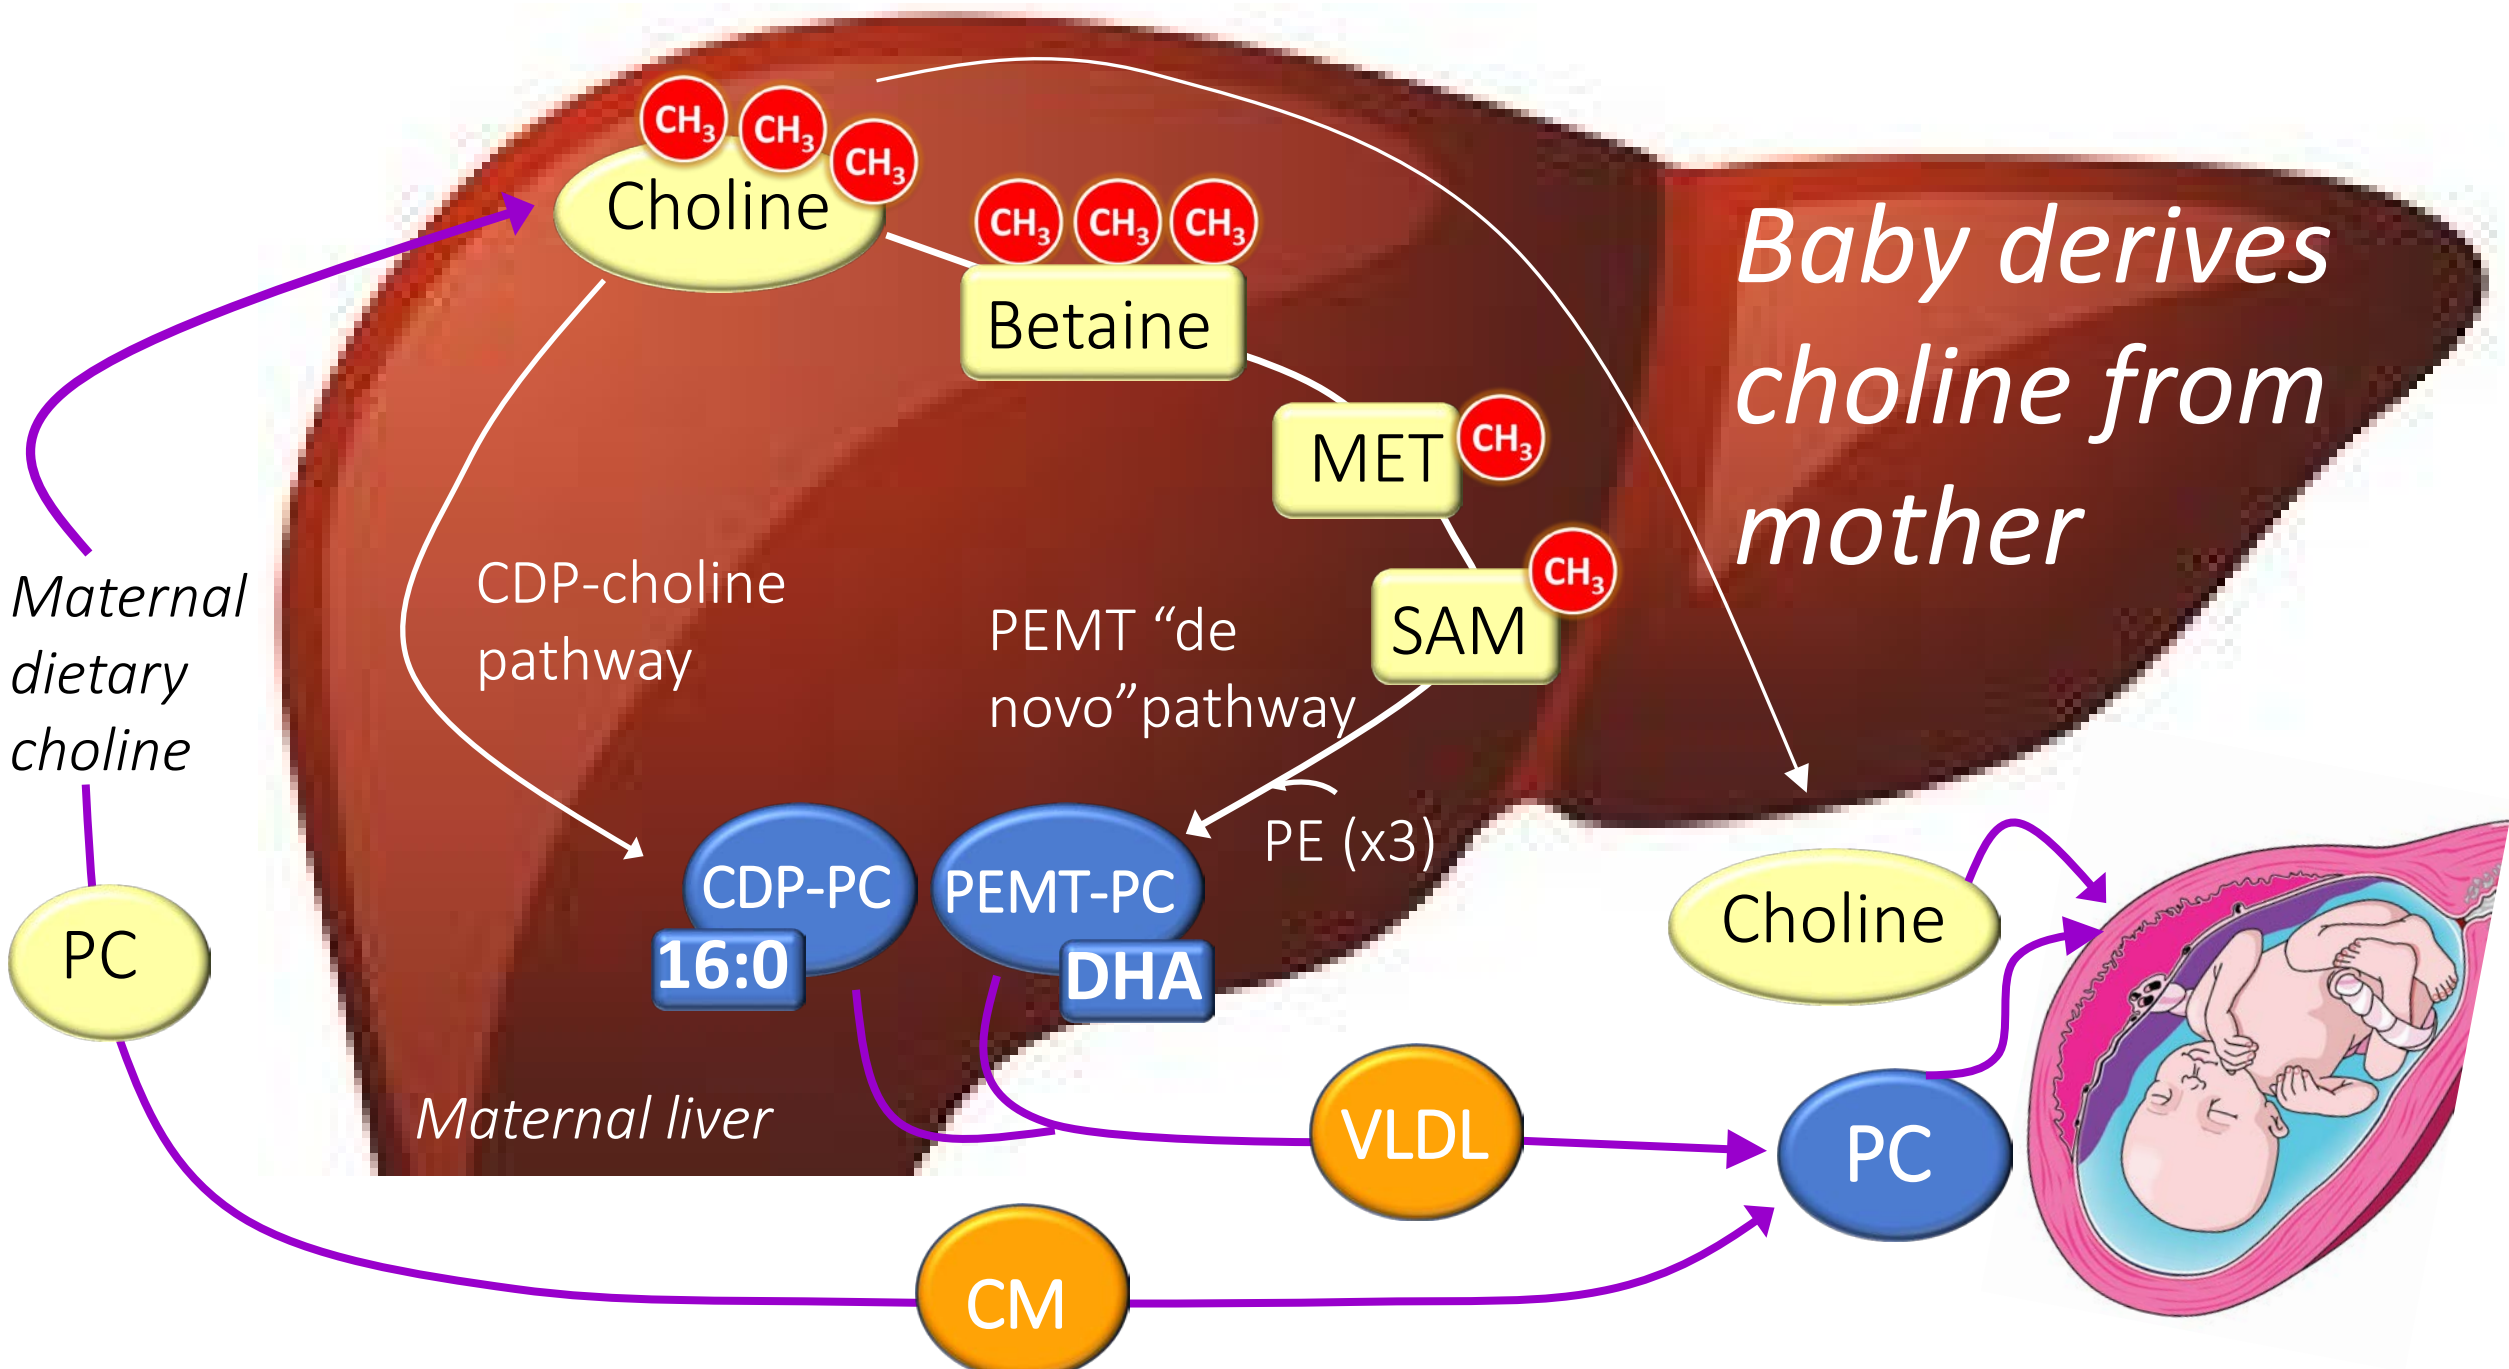 CH3
CH3
CH3
Choline
CH3
CH3
CH3
Betaine
MET
CH3
SAM
CH3
Baby derives
choline from
mother
Maternal
dietary
choline
CDP-choline
pathway
PEMT “de
novo”pathway
PE (x3)
CDP-PC
16:0
PEMT-PC
DHA
PC
Choline
Maternal liver
VLDL
PC
CM